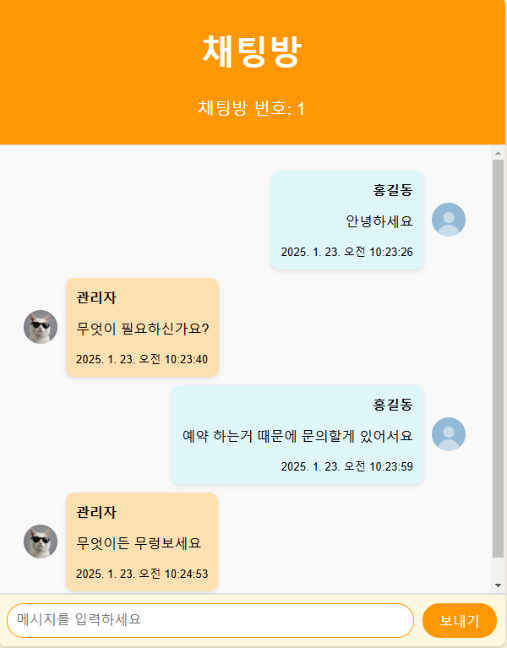 채팅방
채팅방 번호: 1
홍길동
안녕하세요
2025. 1. 23. 오전 10:23:26
관리자
무엇이 필요하신가요?
2025. 1. 23. 오전 10:23:40
홍길동
예약 하는거 때문에 문의할게 있어서요
2025. 1. 23. 오전 10:23:59
관리자
무엇이든 무렁보세요
2025. 1. 23. 오전 10:24:53
메시지를 입력하세요
보내기